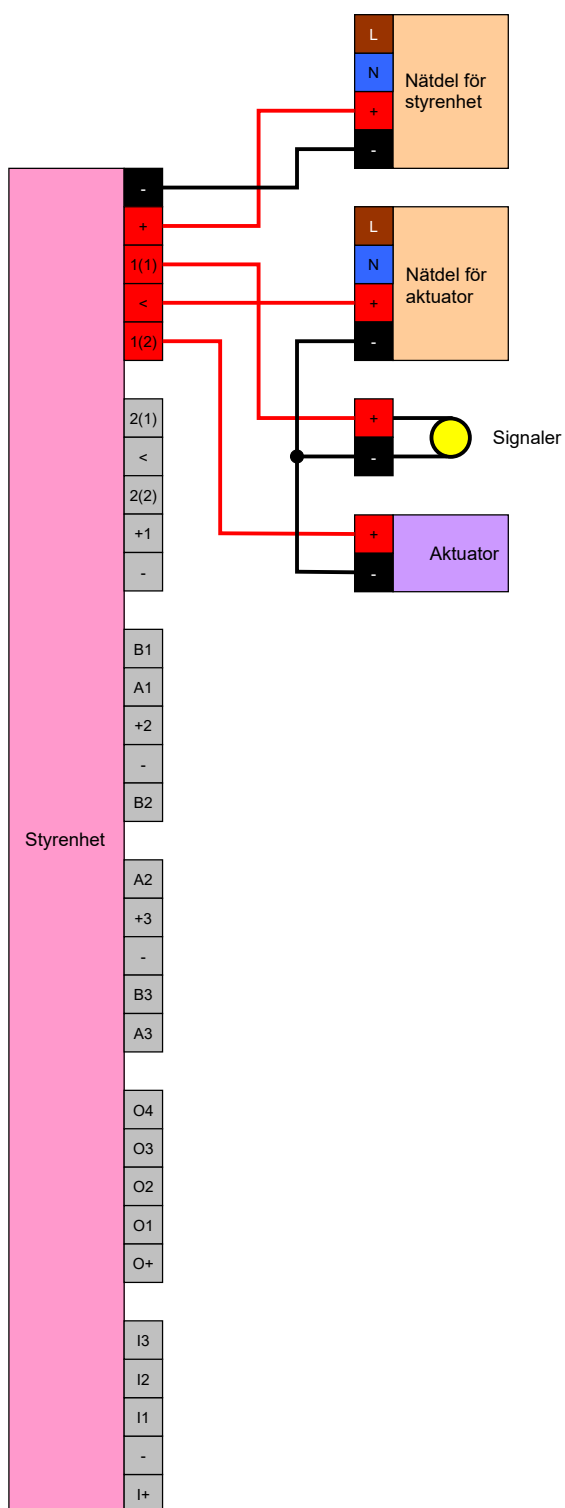 L
N
+
-
Nätdel för
styrenhet
L
N
+
-
Nätdel för
aktuator
+
-
Signaler
+
-
Aktuator
Styrenhet
-
+
1(1)
<
1(2)
2(1)
<
2(2)
+1
-
B1
A1
+2
-
B2
A2
+3
-
B3
A3
O4
O3
O2
O1
O+
I3
I2
I1
-
I+